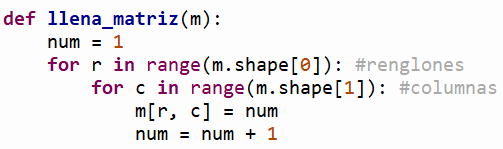 def llena_matriz(m):
    num = 1
    for r in range(m.shape[0]): #renglones
        for c in range(m.shape[1]): #columnas
            m[r, c] = num
            num = num + 1